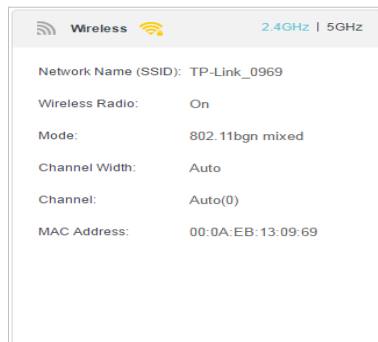 Wireless 2.4GHz | 5GHz
Network Name (SSID): TP-Link_0969
Wireless Radio: On
Mode: 802.11bgn mixed
Channel Width: Auto
Channel: Auto(0)
MAC Address: 00:0A:EB:13:09:69